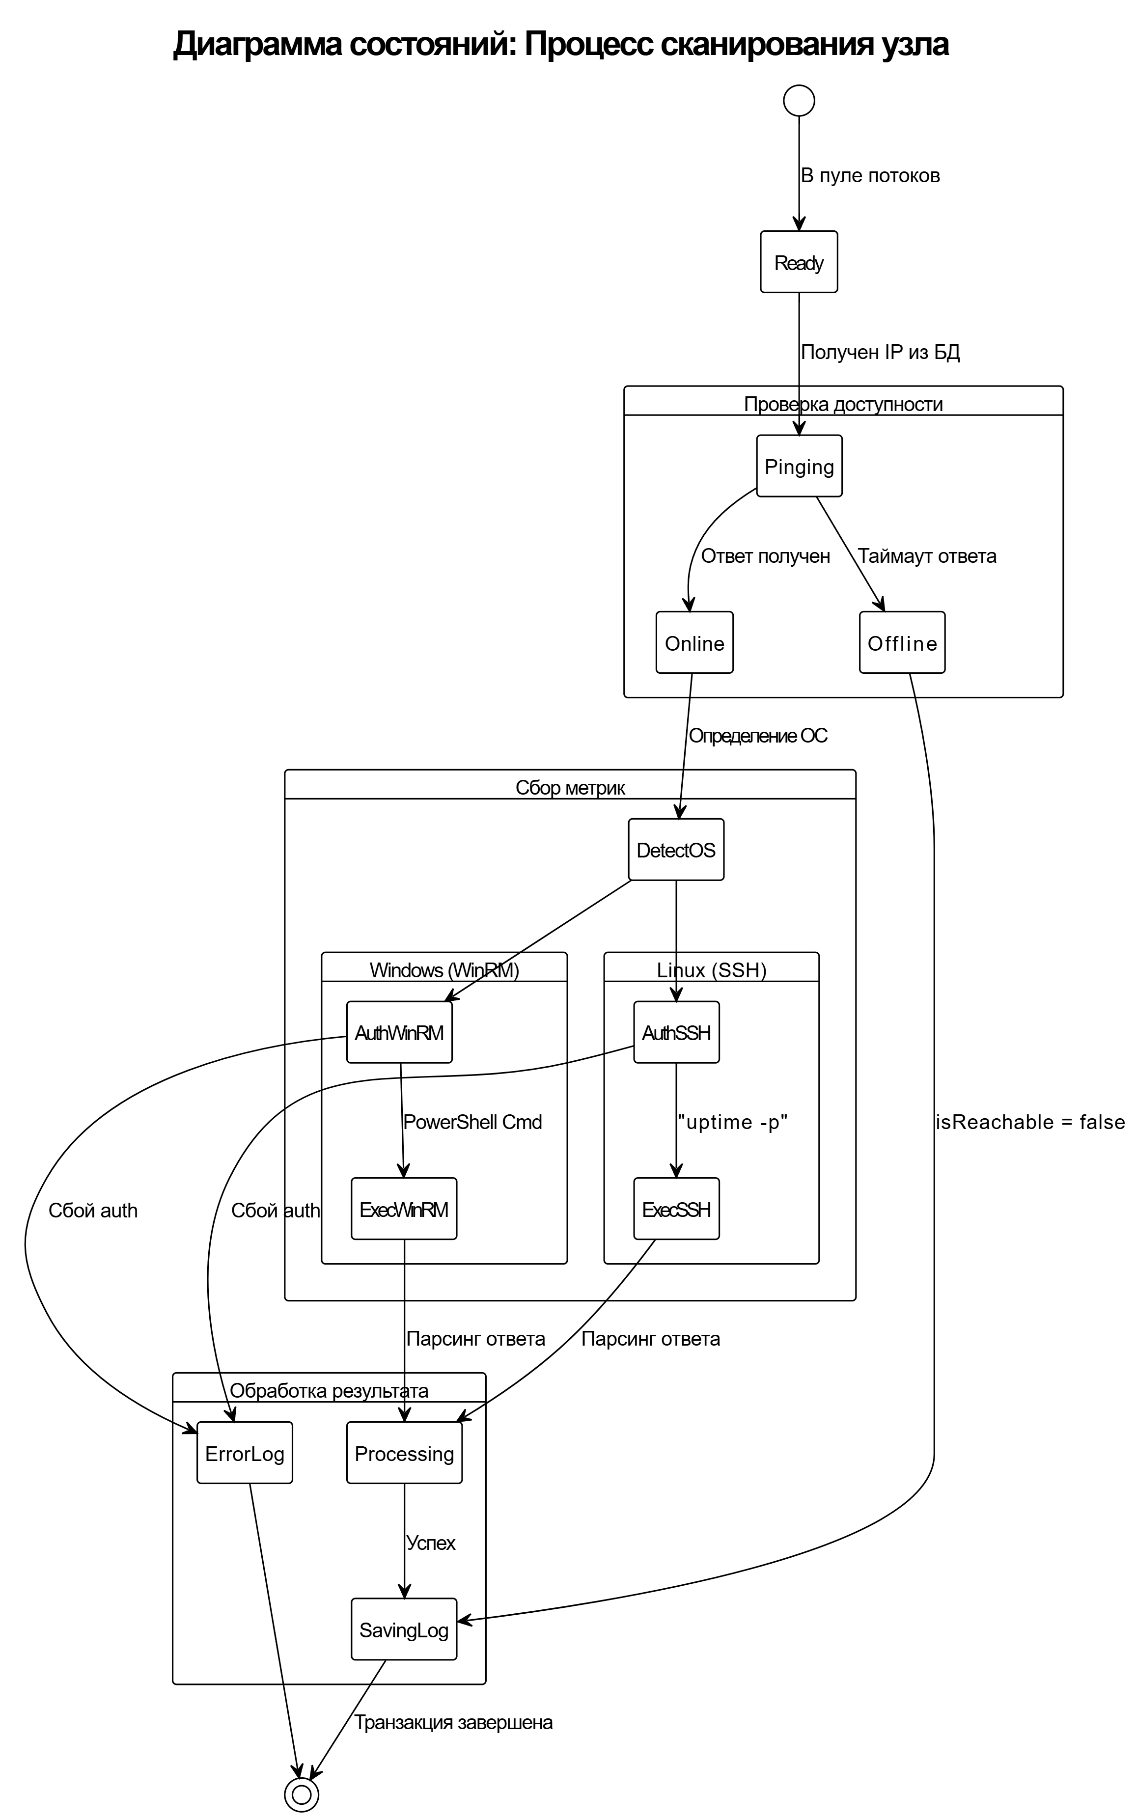 Диаграмма состояний: Процесс сканирования узла
В пуле потоков
Ready
Получен IP из БД
Проверка доступности
Pinging
Ответ получен
Таймаут ответа
Online
Offline
Определение ОС
Сбор метрик
DetectOS
Windows (WinRM)
Linux (SSH)
AuthWinRM
AuthSSH
PowerShell Cmd
"uptime -p"
isReachable = false
Сбой auth
Сбой auth
ExecWinRM
ExecSSH
Парсинг ответа
Парсинг ответа
Обработка результата
ErrorLog
Processing
Успех
SavingLog
Транзакция завершена